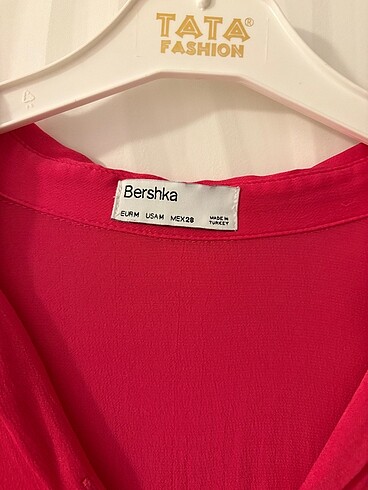 TATA®
FASHION
Bershka
EUR M USA M MEX 28 MADE IN
TURKEY